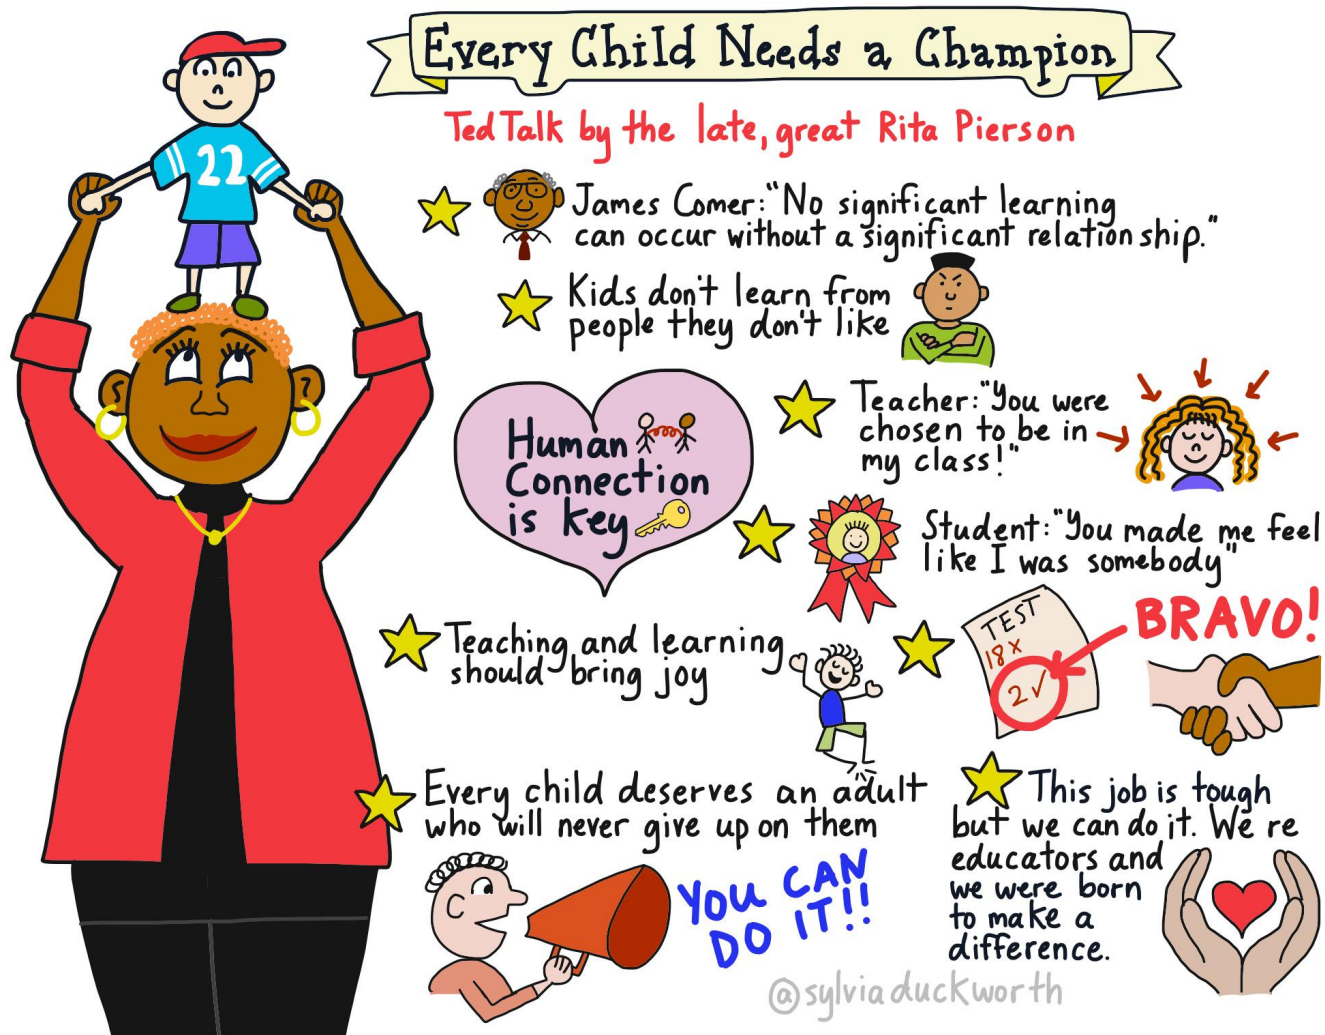 Every Child Needs a Champion
Ted Talk by the late, great Rita Pierson
22
James Comer: "No significant learning
can occur without a significant relationship."
Kids don't learn from
people they don't like
Human
Connection
is key
Teacher: "You were
chosen to be in
my class!"
Student: "You made me feel
like I was somebody"
Teaching and learning
should bring joy
TEST
18x
2✓
BRAVO!
Every child deserves an adult
who will never give up on them
YOU CAN
DO IT!!
This job is tough
but we can do it. We re
educators and
we were born
to make a
difference.
@sylviaduckworth